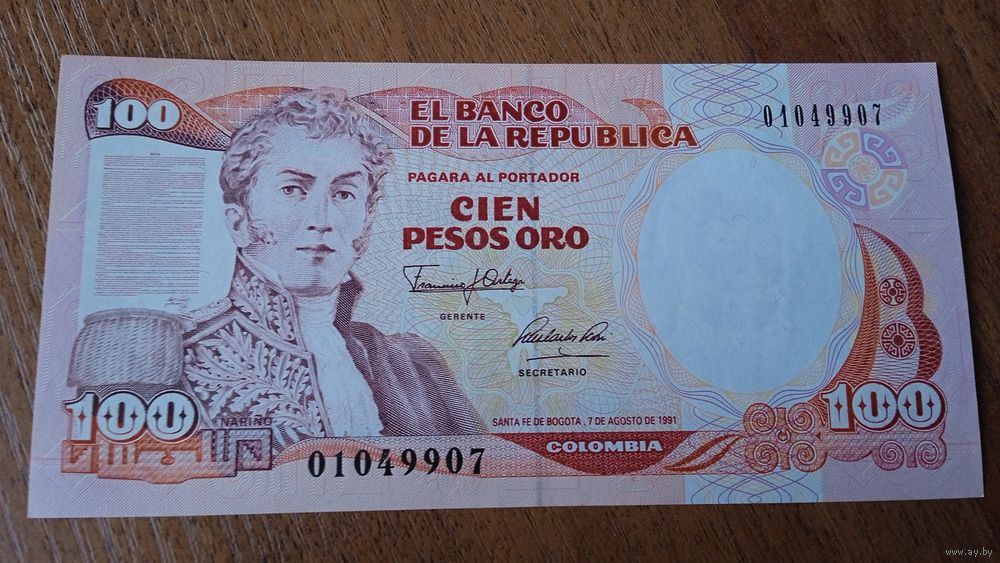 100
EL BANCO
DE LA REPUBLICA
01049907
PAGARA AL PORTADOR
CIEN
PESOS ORO
GERENTE
SECRETARIO
SANTA FE DE BOGOTA, 7 DE AGOSTO DE 1991
NARIÑO
100
COLOMBIA
100
01049907
www.ay.by